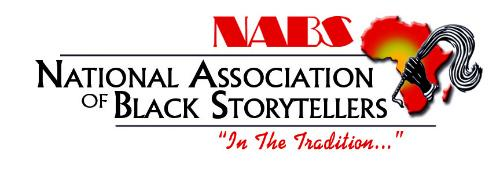 NABS
NATIONAL ASSOCIATION
OF BLACK STORYTELLERS
"In The Tradition..."